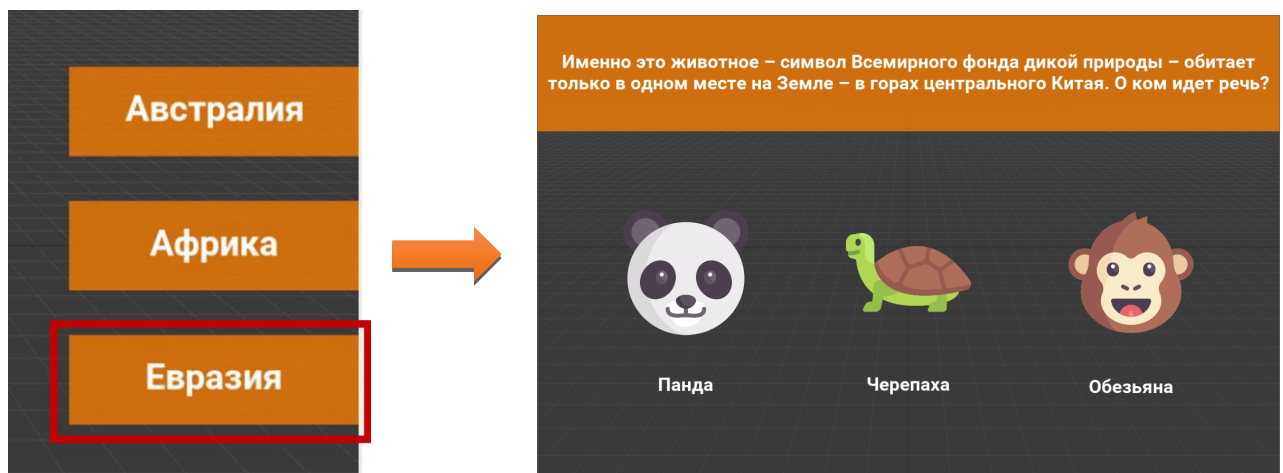 Австралия
Африка
Евразия
Именно это животное – символ Всемирного фонда дикой природы – обитает
только в одном месте на Земле – в горах центрального Китая. О ком идет речь?
Панда
Черепаха
Обезьяна